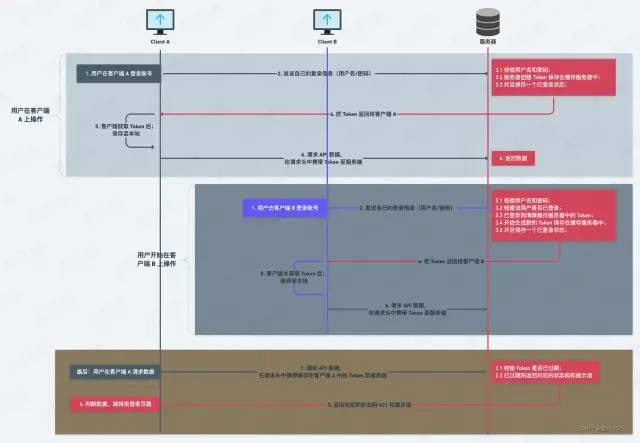 Client A
Client B
服务器
用户在客户端
A 上操作
1. 用户在客户端 A 登录账号
2. 发送自己的登录信息（用户名/密码）
3.1 校验用户名和密码；
3.2 服务器创建 Token 保存在缓存服务器中；
3.3 并且保存一个已登录状态；
4. 把 Token 返回给客户端 A
5. 客户端获取 Token 后；
保存至本地
6. 请求 API 数据，
在请求头中携带 Token 至服务端
6. 返回数据
用户开始在客
户端 B 上操作
1. 用户去客户端 B 登录账号
2. 发送自己的登录信息（用户名/密码）
3.1 校验用户名和密码；
3.2 检查该用户是否已登录；
3.3 已登录则清除缓存服务器中的 Token；
3.4 开始生成新的 Token 保存在缓存服务器中；
3.5 并且保存一个已登录状态；
4. 把 Token 返回给客户端 B
5. 客户端 B 获取 Token 后；
保存至本地
6. 请求 API 数据，
在请求头中携带 Token 至服务端
最后：用户在客户端 A 请求数据
1. 请求 API 数据，
在请求头中携带保存在客户端 A 中的 Token 至服务端
2.1 校验 Token 是否已过期；
2.2 已过期则返回对应的状态码和提示语
3. 返回对应的状态码 401 和提示语
4. 判断数据，跳转至登录页面